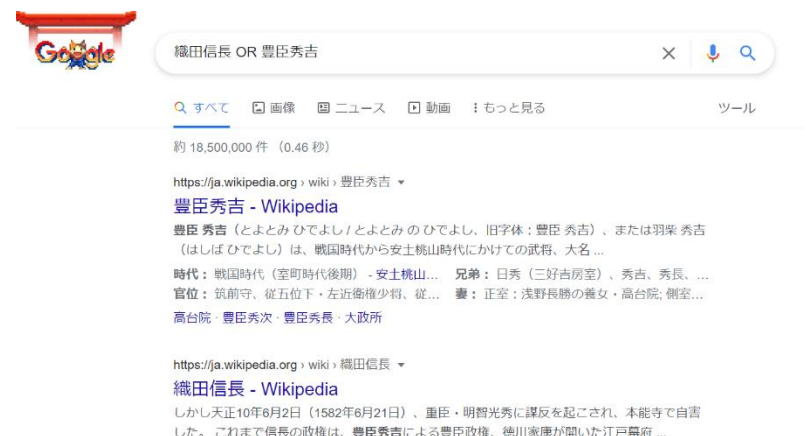 Google
織田信長 OR 豊臣秀吉
すべて 画像 ニュース 動画 もっと見る ツール
約 18,500,000 件 （0.46 秒）
https://ja.wikipedia.org › wiki › 豊臣秀吉
豊臣秀吉 - Wikipedia
豊臣 秀吉（とよとみ ひでよし / とよとみ の ひでよし、旧字体：豊臣 秀吉）、または羽柴 秀吉
（はしば ひでよし）は、戦国時代から安土桃山時代にかけての武将、大名 ...
時代： 戦国時代（室町時代後期） - 安土桃山... 兄弟： 日秀（三好吉房室）、秀吉、秀長、...
官位： 筑前守、従五位下・左近衛権少将、従... 妻： 正室：浅野長勝の養女・高台院; 側室...
高台院 · 豊臣秀次 · 豊臣秀長 · 大政所
https://ja.wikipedia.org › wiki › 織田信長
織田信長 - Wikipedia
しかし天正10年6月2日（1582年6月21日）、重臣・明智光秀に謀反を起こされ、本能寺で自害
した。 これまで信長の政権は、豊臣秀吉による豊臣政権、徳川家康が開いた江戸幕府 ...